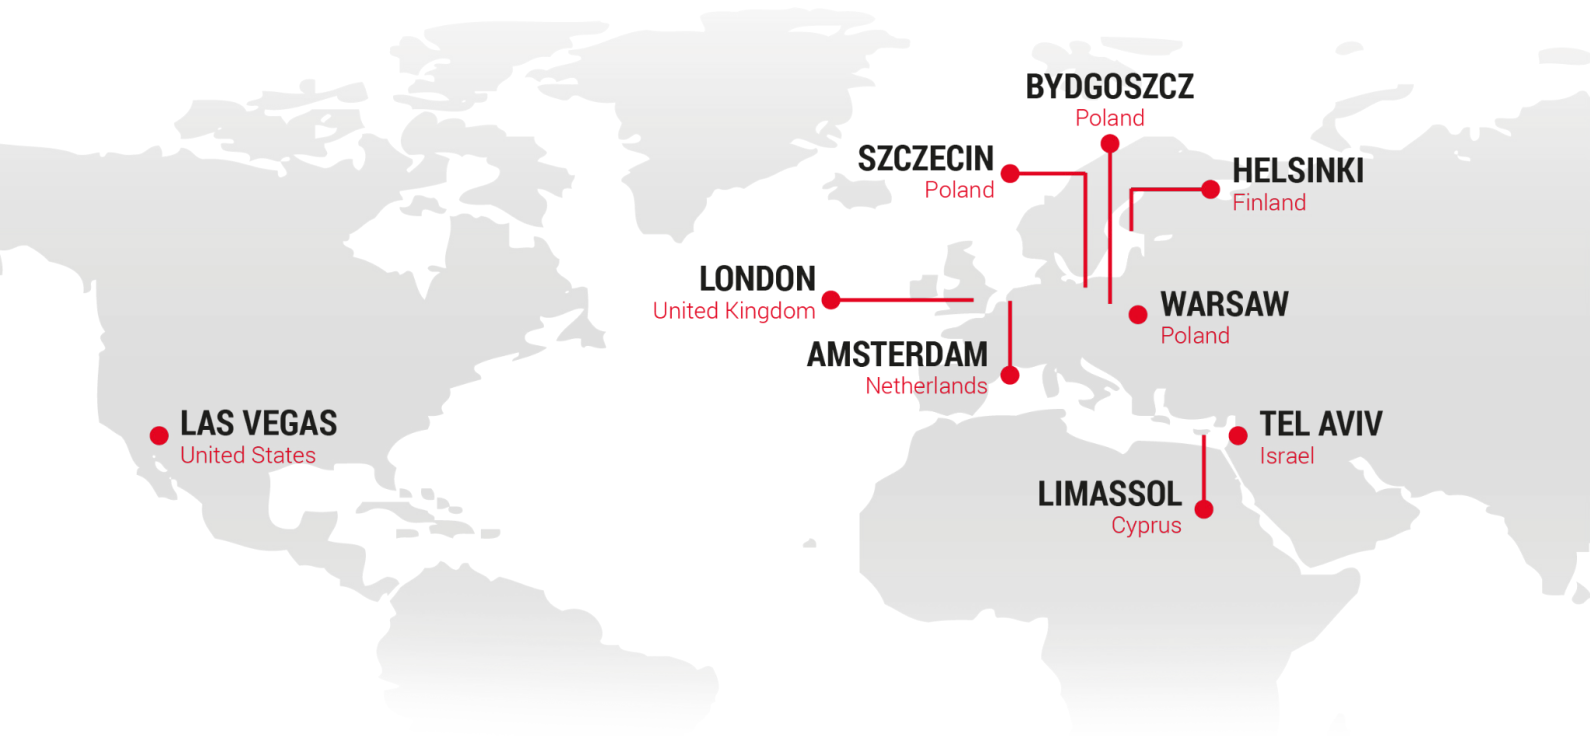 BYDGOSZCZ
Poland
SZCZECIN
Poland
HELSINKI
Finland
LONDON
United Kingdom
WARSAW
Poland
AMSTERDAM
Netherlands
LAS VEGAS
United States
TEL AVIV
Israel
LIMASSOL
Cyprus